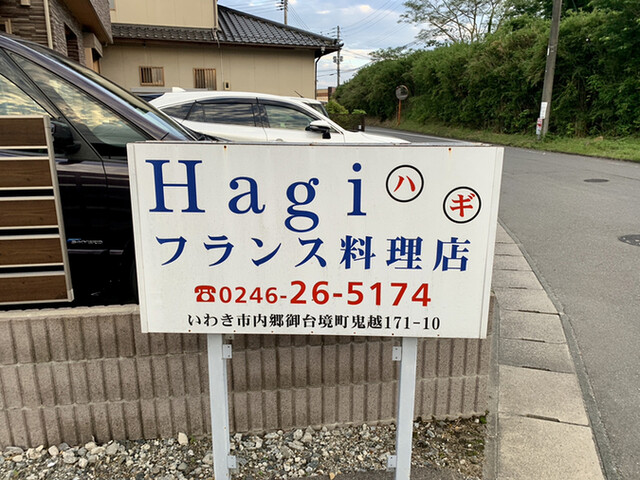 Hagi ハギ
フランス料理店
☎0246-26-5174
いわき市内郷御台境町鬼越171-10